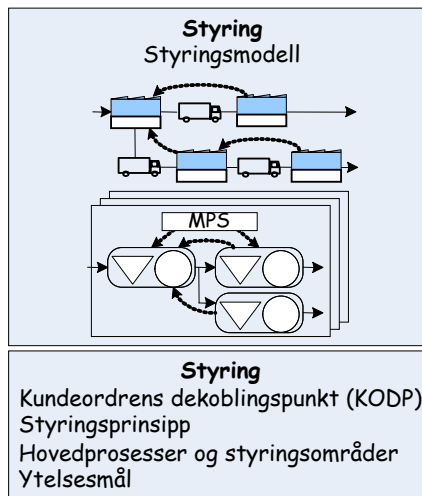 Styring
Styringsmodell
MPS
Styring
Kundeordrens dekoblingspunkt (KODP)
Styringsprinsipp
Hovedprosesser og styringsområder
Ytelsesmål